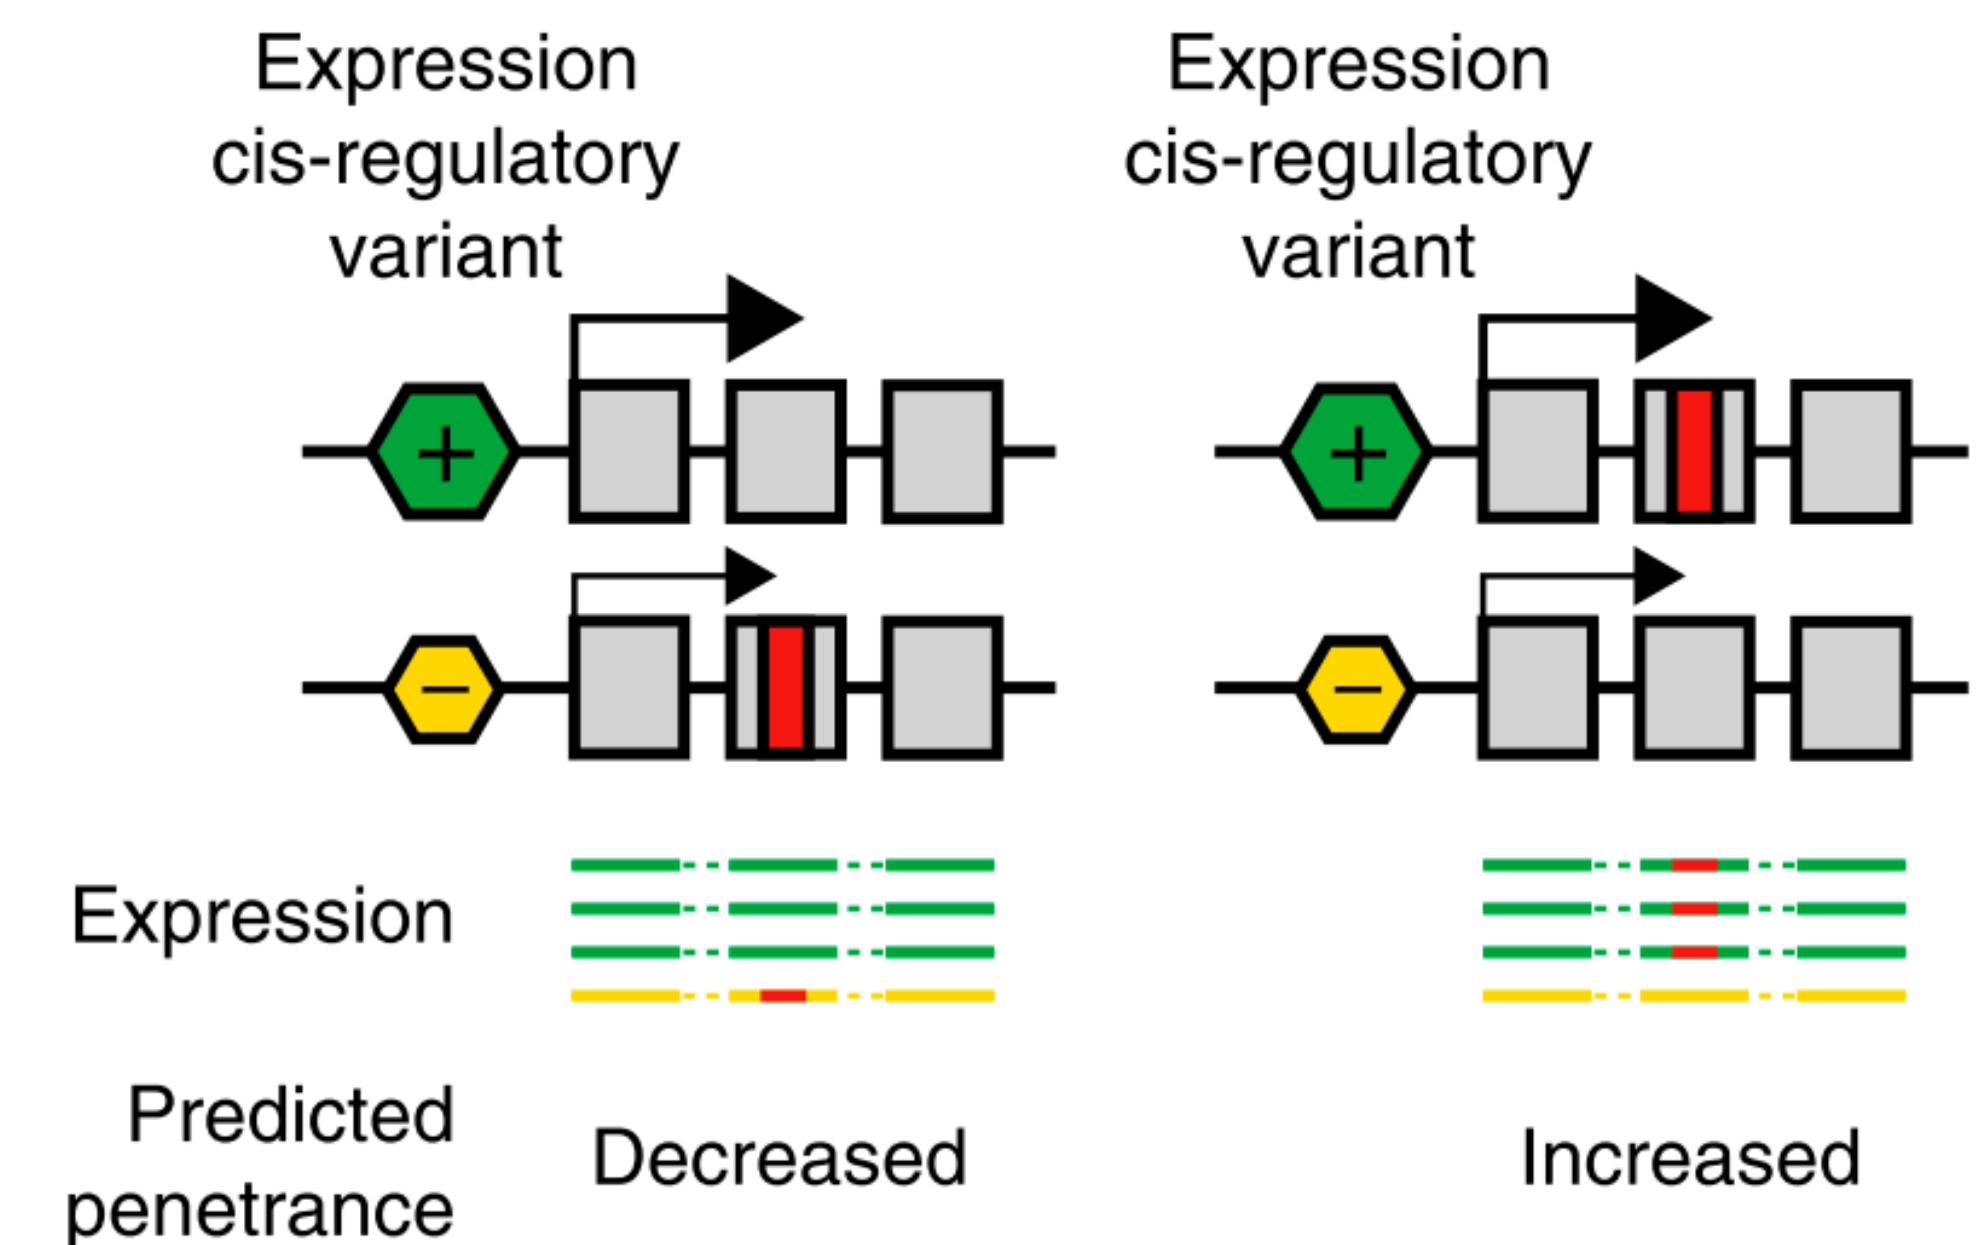 Expression
cis-regulatory
variant
Expression
cis-regulatory
variant
+
+
−
−
Expression
Predicted
penetrance
Decreased
Increased